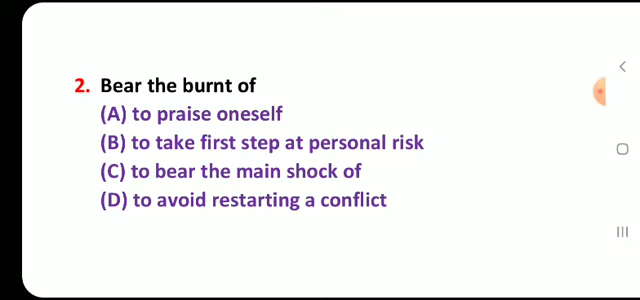 2. Bear the burnt of
(A) to praise oneself
(B) to take first step at personal risk
(C) to bear the main shock of
(D) to avoid restarting a conflict